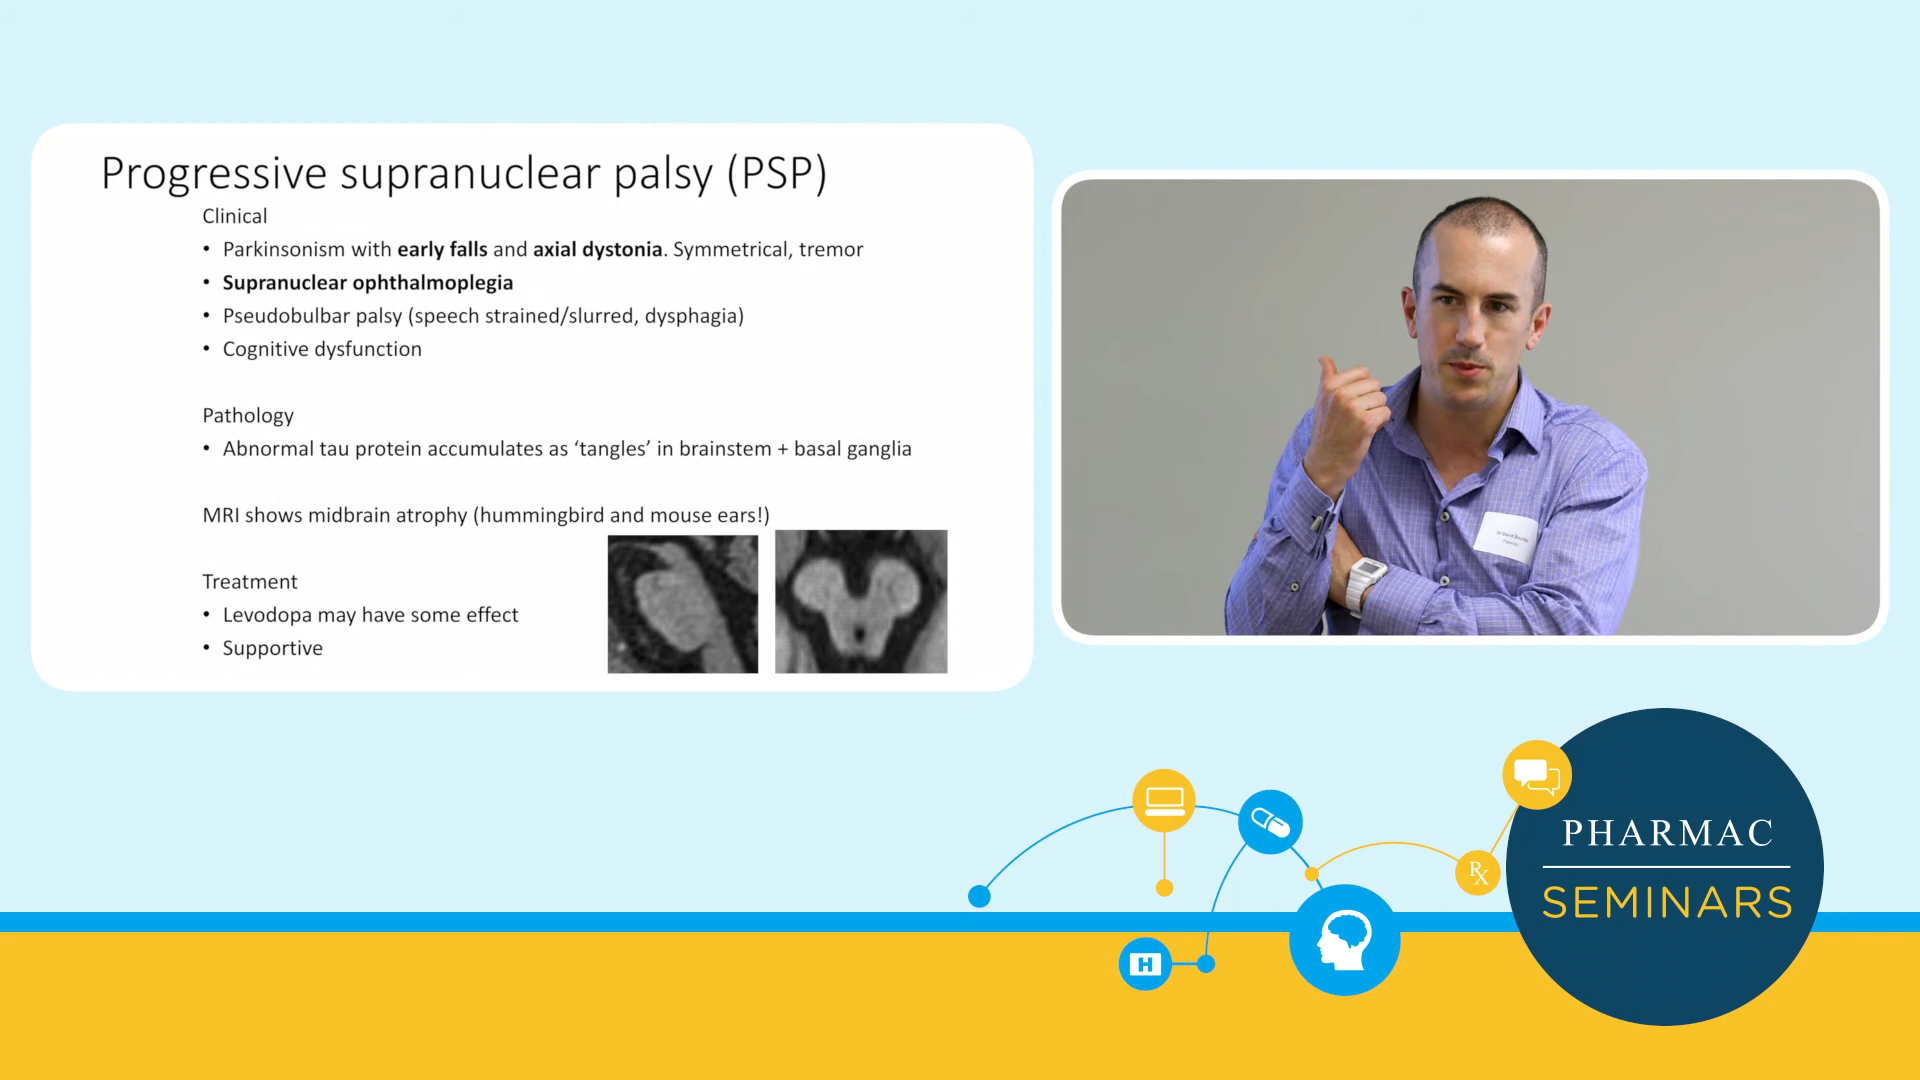 Progressive supranuclear palsy (PSP)
Clinical
• Parkinsonism with early falls and axial dystonia. Symmetrical, tremor
• Supranuclear ophthalmoplegia
• Pseudobulbar palsy (speech strained/slurred, dysphagia)
• Cognitive dysfunction
Pathology
• Abnormal tau protein accumulates as ‘tangles’ in brainstem + basal ganglia
MRI shows midbrain atrophy (hummingbird and mouse ears!)
Treatment
• Levodopa may have some effect
• Supportive
PHARMAC
SEMINARS
Rx
H